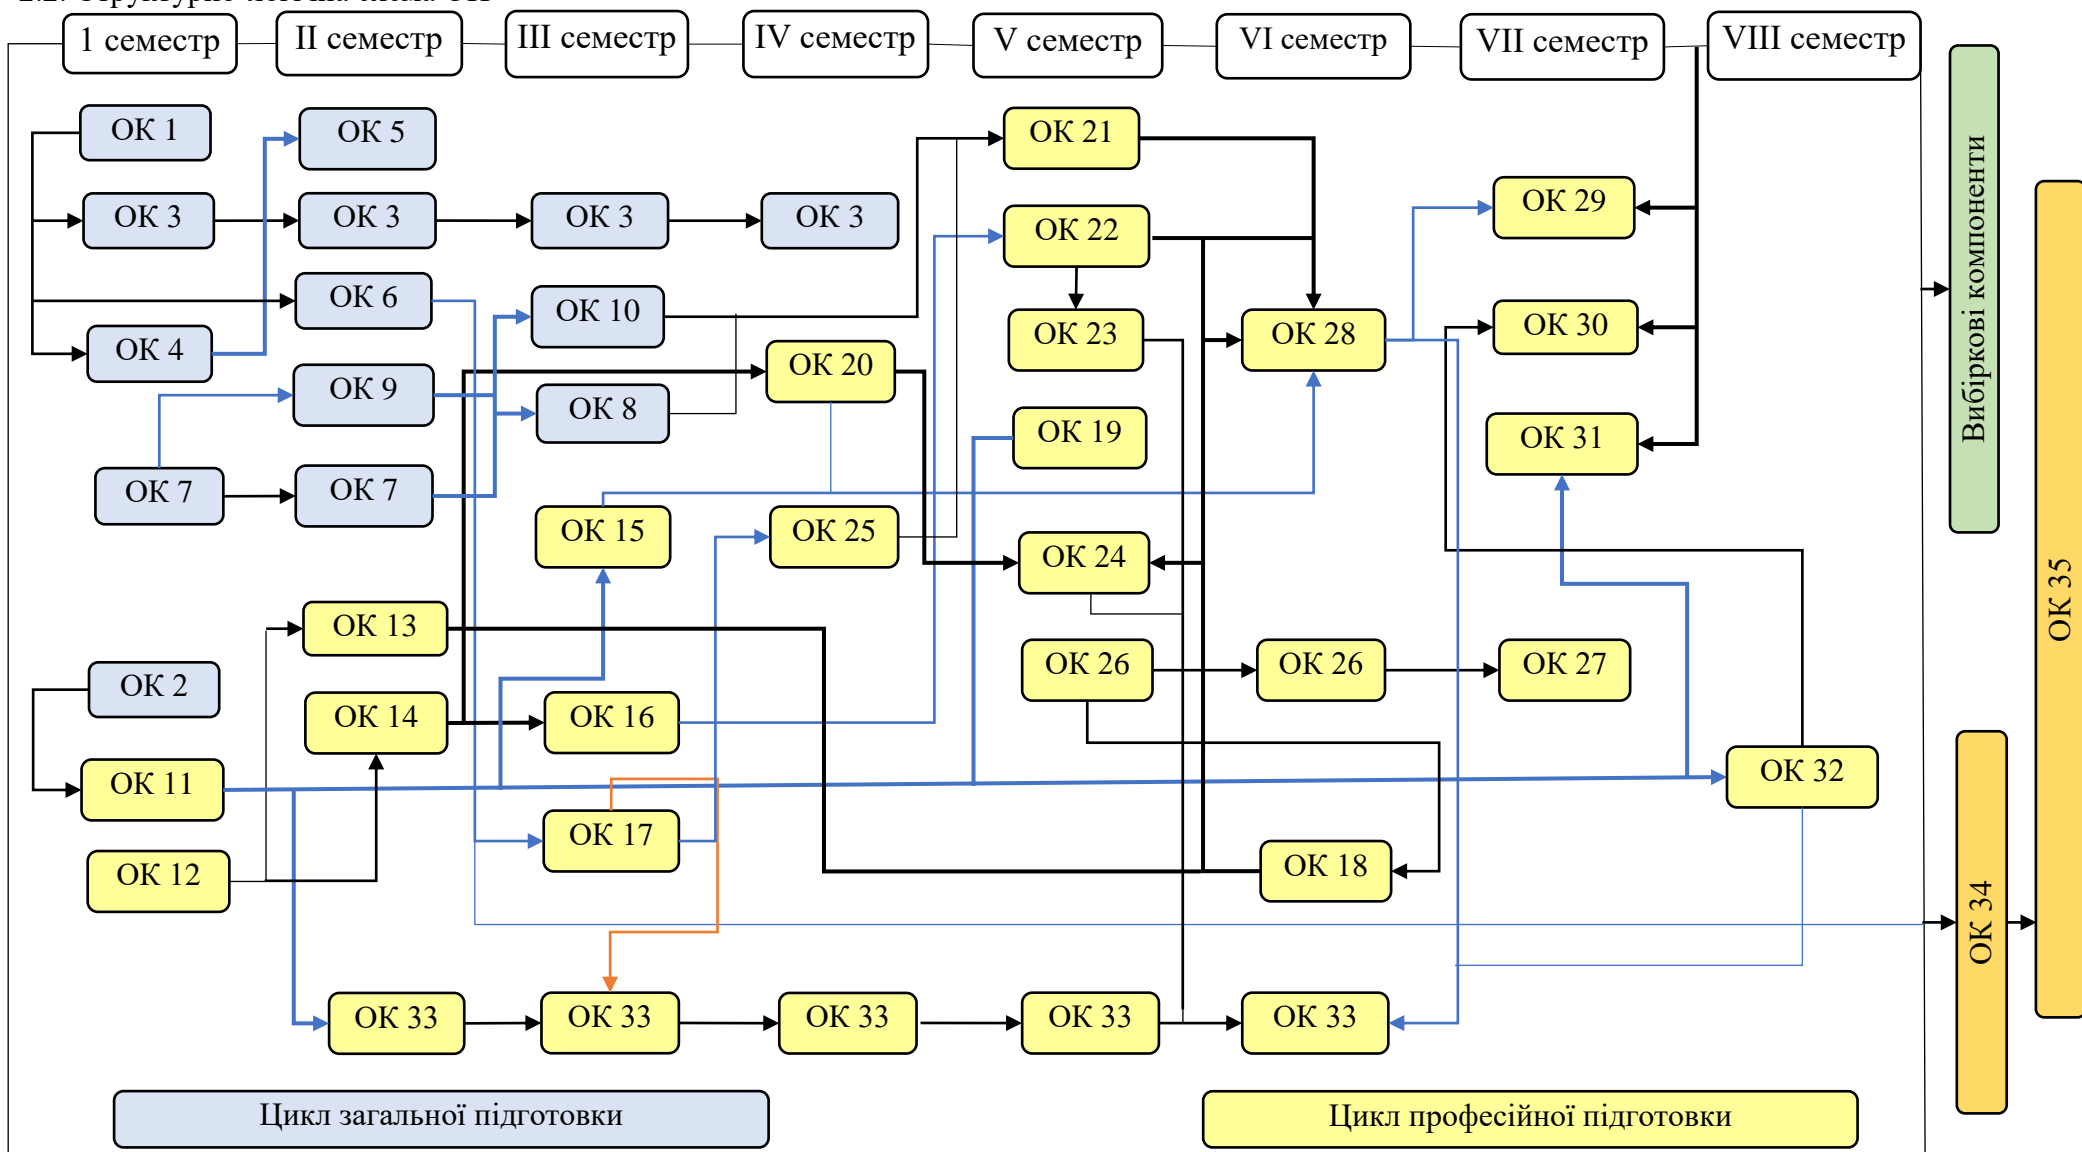 1 семестр
II семестр
III семестр
IV семестр
V семестр
VI семестр
VII семестр
VIII семестр
ОК 1
ОК 5
ОК 21
ОК 3
ОК 3
ОК 3
ОК 3
ОК 22
ОК 29
ОК 6
ОК 10
ОК 23
ОК 28
ОК 30
ОК 4
ОК 9
ОК 8
ОК 20
ОК 19
ОК 31
ОК 7
ОК 7
ОК 15
ОК 25
ОК 24
ОК 13
ОК 26
ОК 26
ОК 27
ОК 2
ОК 14
ОК 16
ОК 11
ОК 17
ОК 32
ОК 12
ОК 18
ОК 33
ОК 33
ОК 33
ОК 33
ОК 33
Вибіркові компоненти
ОК 34
ОК 35
Цикл загальної підготовки
Цикл професійної підготовки